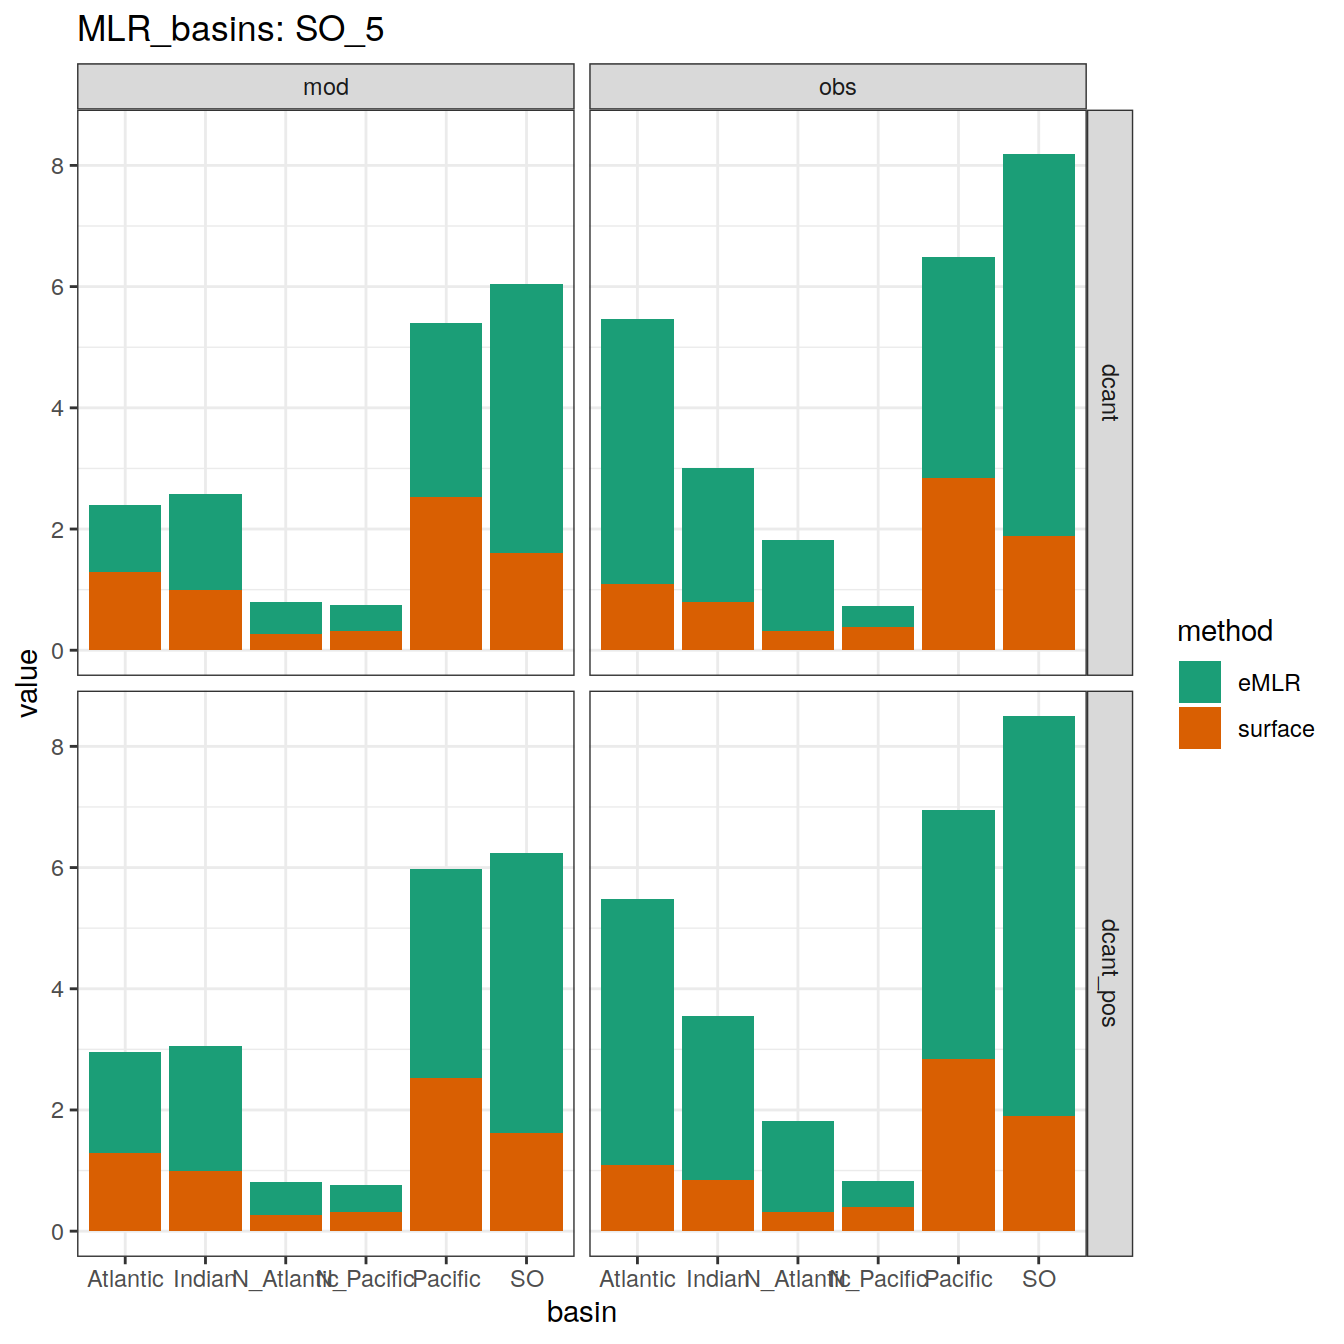 MLR_basins: SO_5
mod
obs
8
6
4
2
0
dcant
8
6
4
2
0
dcant_pos
value
Atlantic Indian N_Atlantic N_Pacific Pacific SO
Atlantic Indian N_Atlantic N_Pacific Pacific SO
basin
method
eMLR
surface